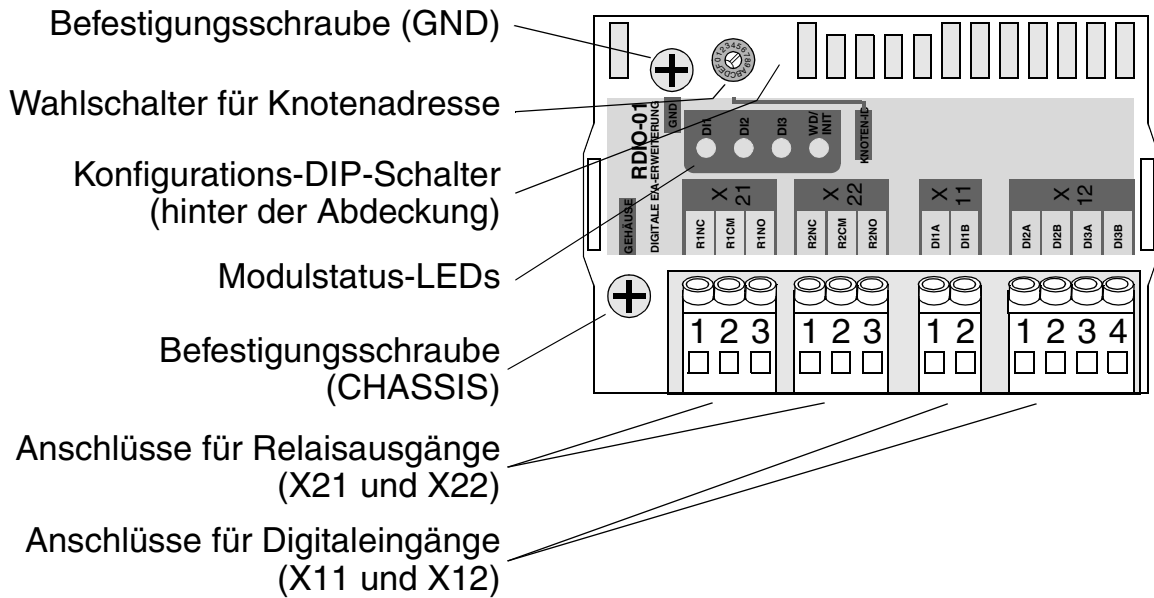 Befestigungsschraube (GND)
Wahlschalter für Knotenadresse
Konfigurations-DIP-Schalter
(hinter der Abdeckung)
Modulstatus-LEDs
Befestigungsschraube
(CHASSIS)
Anschlüsse für Relaisausgänge
(X21 und X22)
Anschlüsse für Digitaleingänge
(X11 und X12)
0123456789ABCDEF
RDIO-01
DIGITALE E/A-ERWEITERUNG
GND
GEHÄUSE
DI1
DI2
DI3
WD/
INIT
KNOTEN-ID
X
21
X
22
X
11
X
12
R1NC
R1CM
R1NO
R2NC
R2CM
R2NO
DI1A
DI1B
DI2A
DI2B
DI3A
DI3B
1 2 3
1 2 3
1 2
1 2 3 4